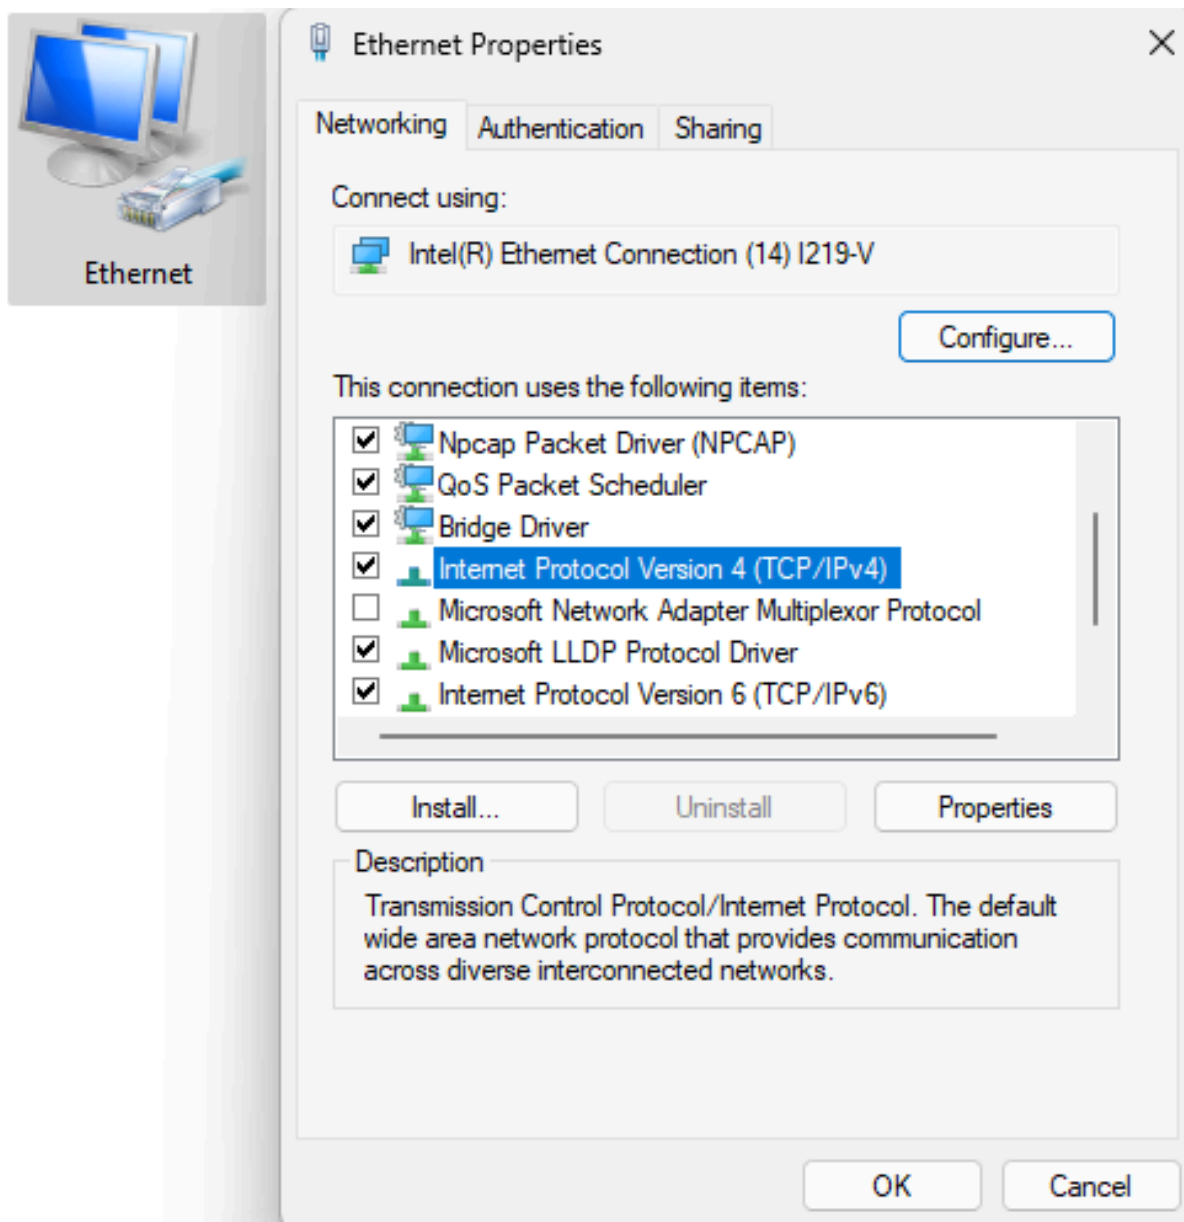 Ethernet
Ethernet Properties
Networking
Authentication
Sharing
Connect using:
Intel(R) Ethernet Connection (14) I219-V
Configure...
This connection uses the following items:
Npcap Packet Driver (NPCAP)
QoS Packet Scheduler
Bridge Driver
Internet Protocol Version 4 (TCP/IPv4)
Microsoft Network Adapter Multiplexor Protocol
Microsoft LLDP Protocol Driver
Internet Protocol Version 6 (TCP/IPv6)
Install...
Uninstall
Properties
Description
Transmission Control Protocol/Internet Protocol. The default
wide area network protocol that provides communication
across diverse interconnected networks.
OK
Cancel